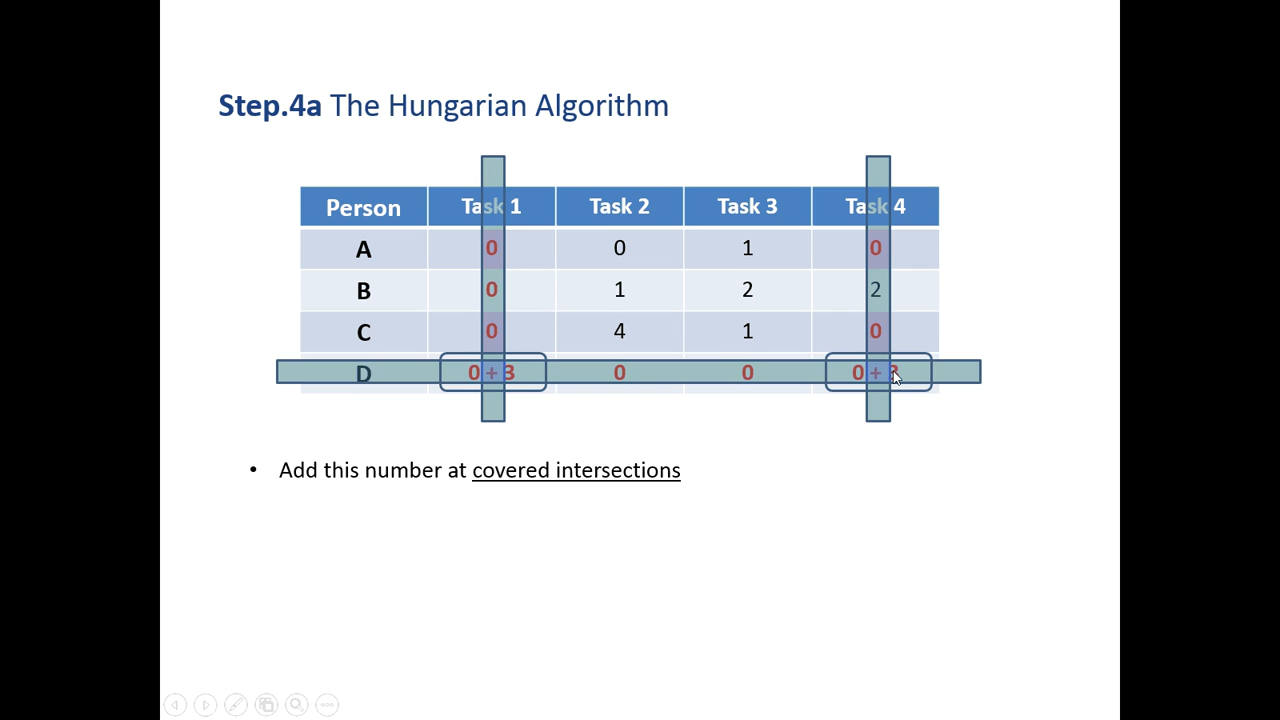 Step.4a The Hungarian Algorithm
Person Task 1 Task 2 Task 3 Task 4
A 0 0 1 0
B 0 1 2 2
C 0 4 1 0
D 0 + 3 0 0 0 + 3
• Add this number at covered intersections